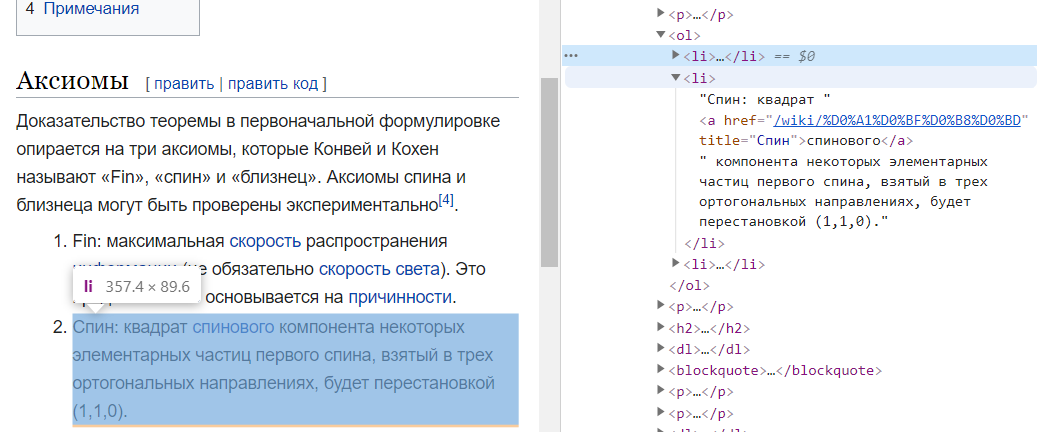 4 Примечания
Аксиомы [ править | править код ]
Доказательство теоремы в первоначальной формулировке
опирается на три аксиомы, которые Конвей и Кохен
называют «Fin», «спин» и «близнец». Аксиомы спина и
близнеца могут быть проверены экспериментально[4].
1. Fin: максимальная скорость распространения
обязательно скорость света). Это
li 357.4 × 89.6
основывается на причинности.
2. Спин: квадрат спинового компонента некоторых
элементарных частиц первого спина, взятый в трех
ортогональных направлениях, будет перестановкой
(1,1,0).
<p>…</p>
<ol>
<li>…</li> == $0
<li>
"Спин: квадрат "
<a href="/wiki/%D0%A1%D0%BF%D0%B8%D0%BD"
title="Спин">спинового</a>
" компонента некоторых элементарных
частиц первого спина, взятый в трех
ортогональных направлениях, будет
перестановкой (1,1,0)."
</li>
<li>…</li>
</ol>
<p>…</p>
<h2>…</h2>
<dl>…</dl>
<blockquote>…</blockquote>
<p>…</p>
<p>…</p>